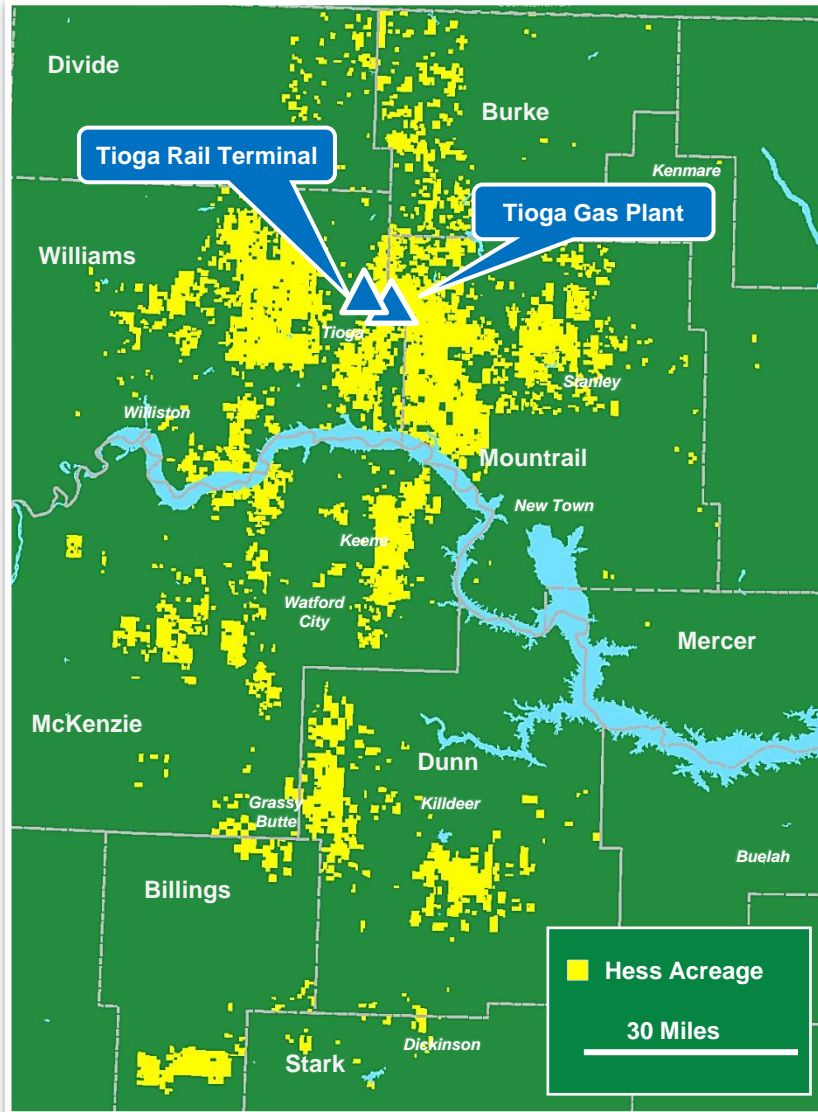 Divide
Burke
Tioga Rail Terminal
Kenmare
Tioga Gas Plant
Williams
Tioga
Stanley
Williston
Mountrail
New Town
Keene
Watford
City
Mercer
McKenzie
Dunn
Grassy
Butte
Killdeer
Buelah
Billings
Hess Acreage
30 Miles
Dickinson
Stark